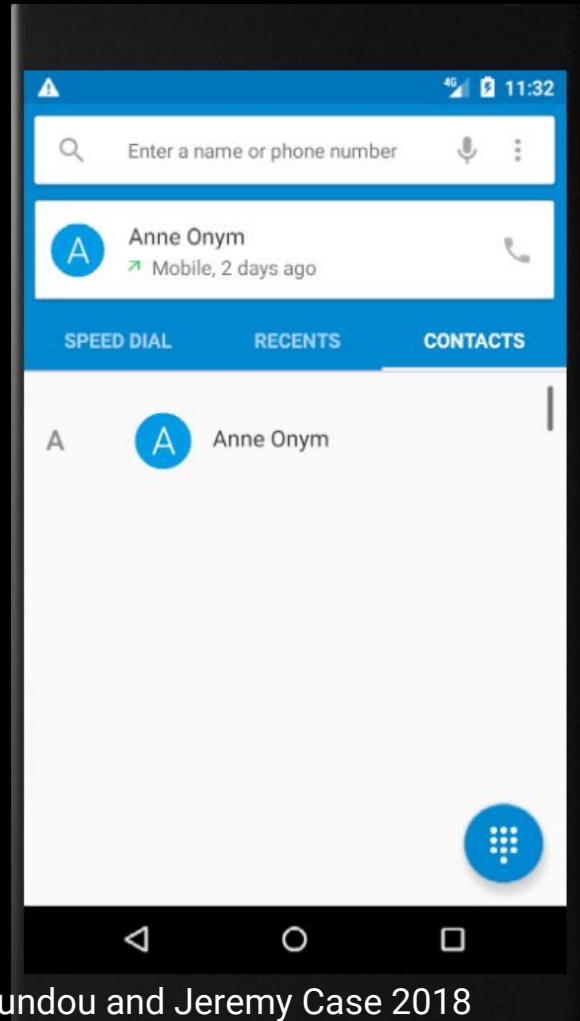 4G 11:32
Enter a name or phone number
A Anne Onym
Mobile, 2 days ago
SPEED DIAL RECENTS CONTACTS
A A Anne Onym
undou and Jeremy Case 2018